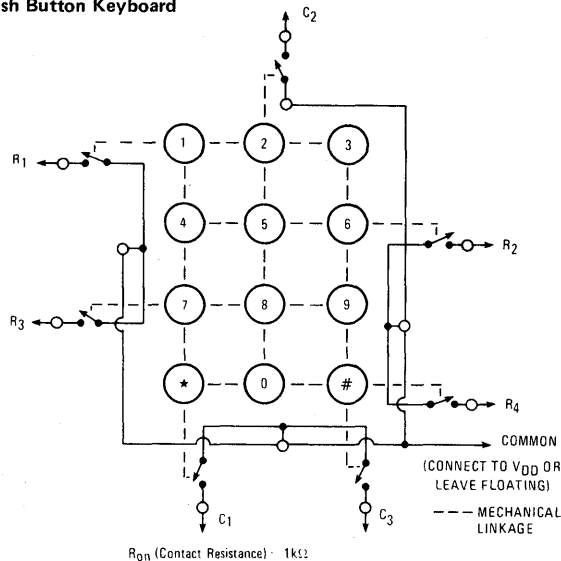 sh Button Keyboard
C2
1 2 3
R1
4 5 6
R2
7 8 9
R3
★ 0 #
R4
COMMON
(CONNECT TO VDD OR
LEAVE FLOATING)
C1
C3
--- MECHANICAL
LINKAGE
Ron (Contact Resistance) · 1kΩ